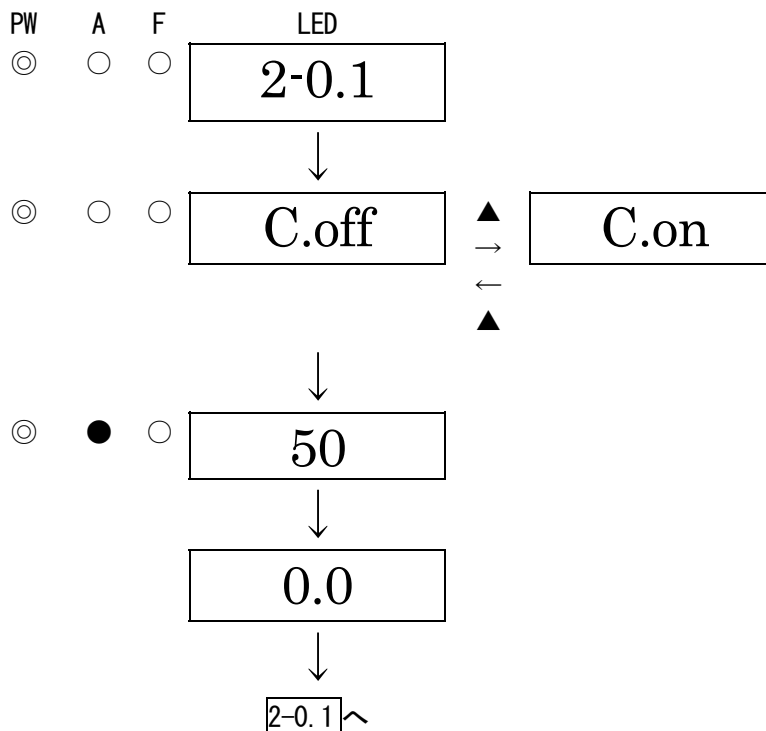 PW A F LED
◎ ○ ○ 2-0.1
↓
◎ ○ ○ C.off ▲ C.on
→
←
▲
↓
◎ ● ○ 50
↓
0.0
↓
2-0.1へ